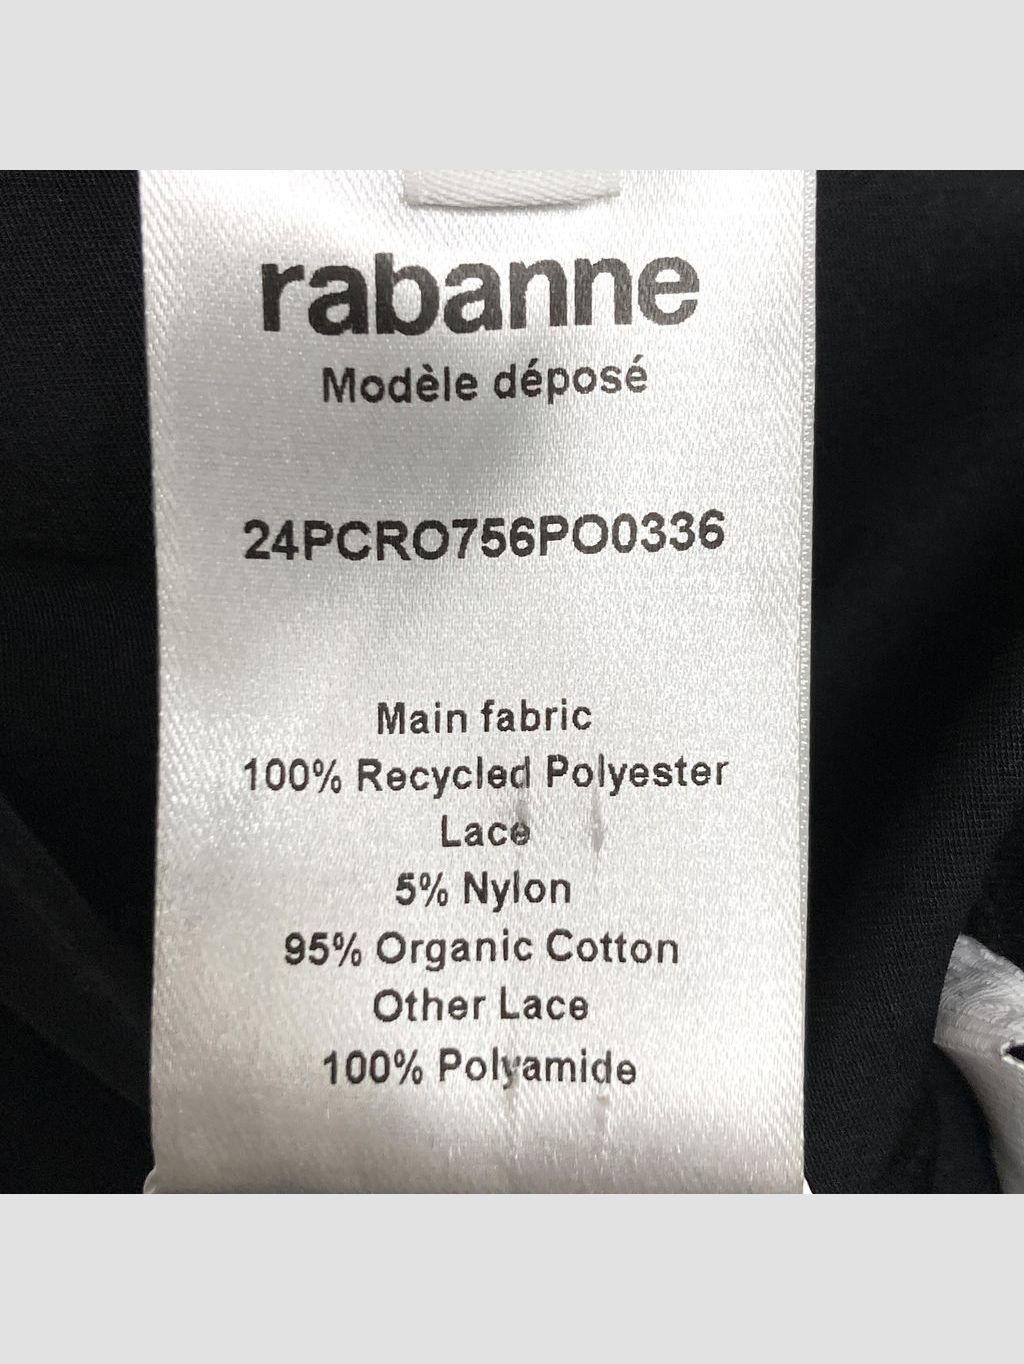 rabanne
Modèle déposé
24PCRO756PO0336
Main fabric
100% Recycled Polyester
Lace
5% Nylon
95% Organic Cotton
Other Lace
100% Polyamide